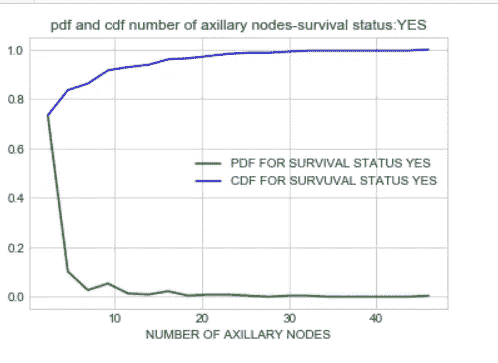 pdf and cdf number of axillary nodes-survival status:YES
1.0
0.8
0.6
0.4
0.2
0.0
PDF FOR SURVIVAL STATUS YES
CDF FOR SURVUVAL STATUS YES
10 20 30 40
NUMBER OF AXILLARY NODES